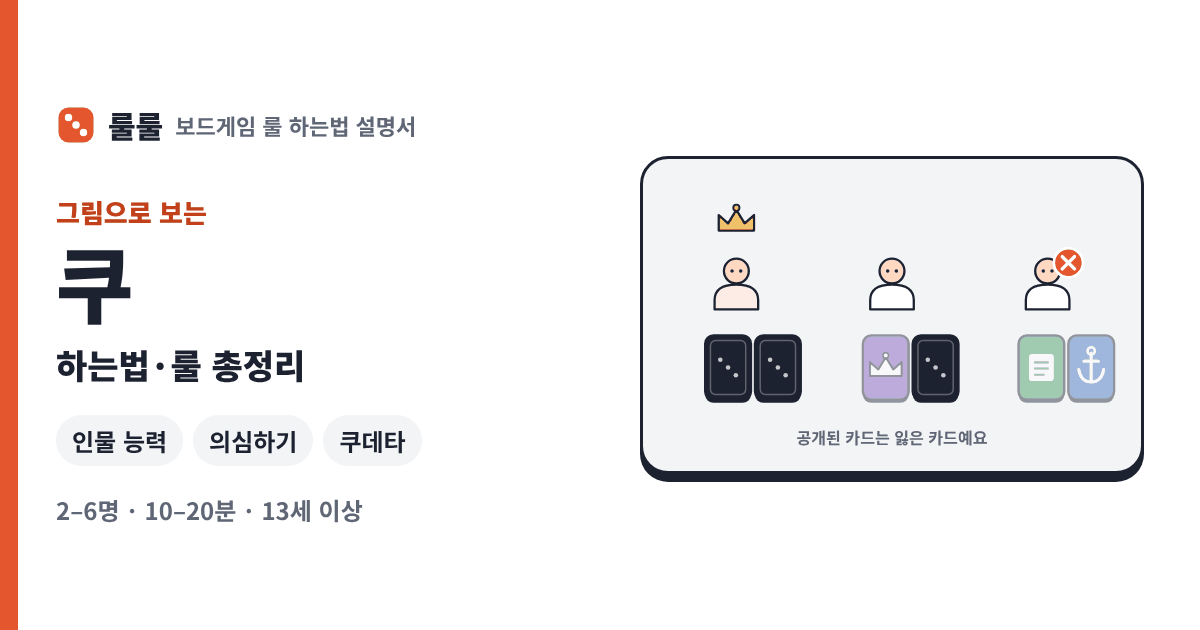 룰룰 보드게임 룰 하는법 설명서
그림으로 보는
쿠
하는법·룰 총정리
인물 능력 의심하기 쿠데타
2–6명 · 10–20분 · 13세 이상
공개된 카드는 잃은 카드예요